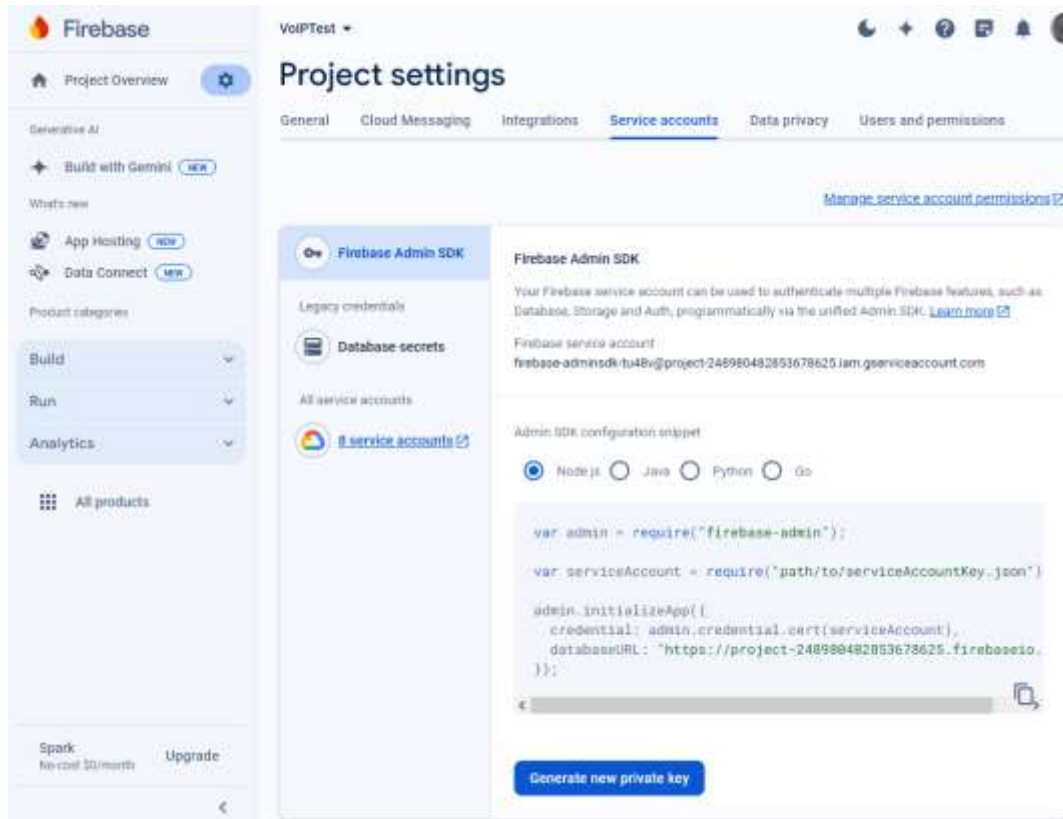 Firebase
VoIPTest
Project Overview
Project settings
General Cloud Messaging Integrations Service accounts Data privacy Users and permissions
Generative AI
Build with Gemini NEW
What's new
App Hosting NEW
Data Connect NEW
Product categories
Build
Run
Analytics
All products
Spark
No-cost $0/month
Upgrade
Manage service account permissions
Firebase Admin SDK
Legacy credentials
Database secrets
All service accounts
8 service accounts
Firebase Admin SDK
Your Firebase service account can be used to authenticate multiple Firebase features, such as
Database, Storage and Auth, programmatically via the unified Admin SDK. Learn more
Firebase service account
firebase-adminsdk-tu48v@project-248980482853678625.iam.gserviceaccount.com
Admin SDK configuration snippet
Node.js Java Python Go
var admin = require("firebase-admin");
var serviceAccount = require("path/to/serviceAccountKey.json")
admin.initializeApp({
credential: admin.credential.cert(serviceAccount),
databaseURL: "https://project-248980482853678625.firebaseio.
});
Generate new private key